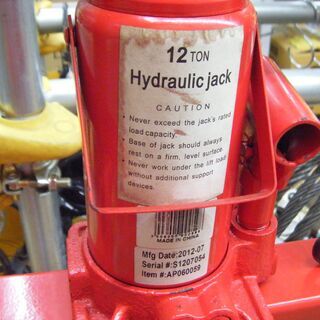 12 TON
Hydraulic jack
CAUTION
• Never exceed the jack's rated
load capacity.
• Base of jack should always
rest on a firm, level surface.
• Never work under the lift load
without additional support
devices.
MADE IN CHINA
Mfg Date:2012-07
Serial #:S1207054
Item #:AP060059